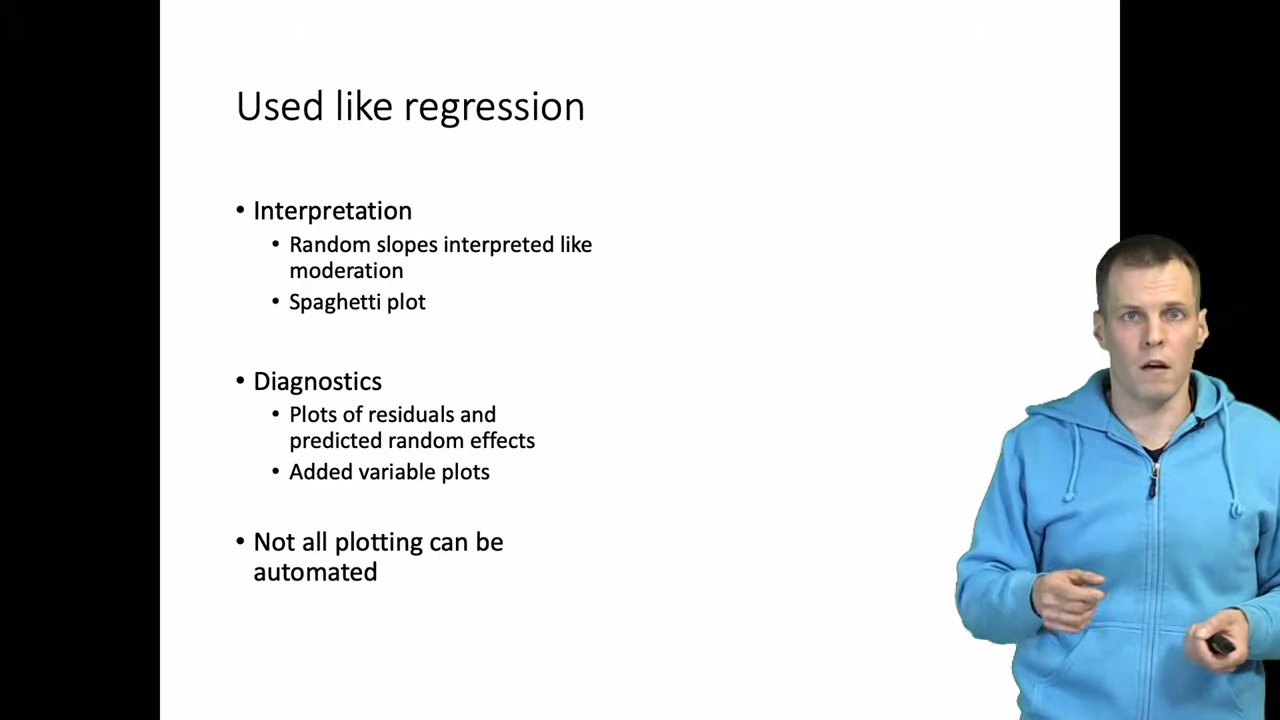 Used like regression
• Interpretation
• Random slopes interpreted like
moderation
• Spaghetti plot
• Diagnostics
• Plots of residuals and
predicted random effects
• Added variable plots
• Not all plotting can be
automated